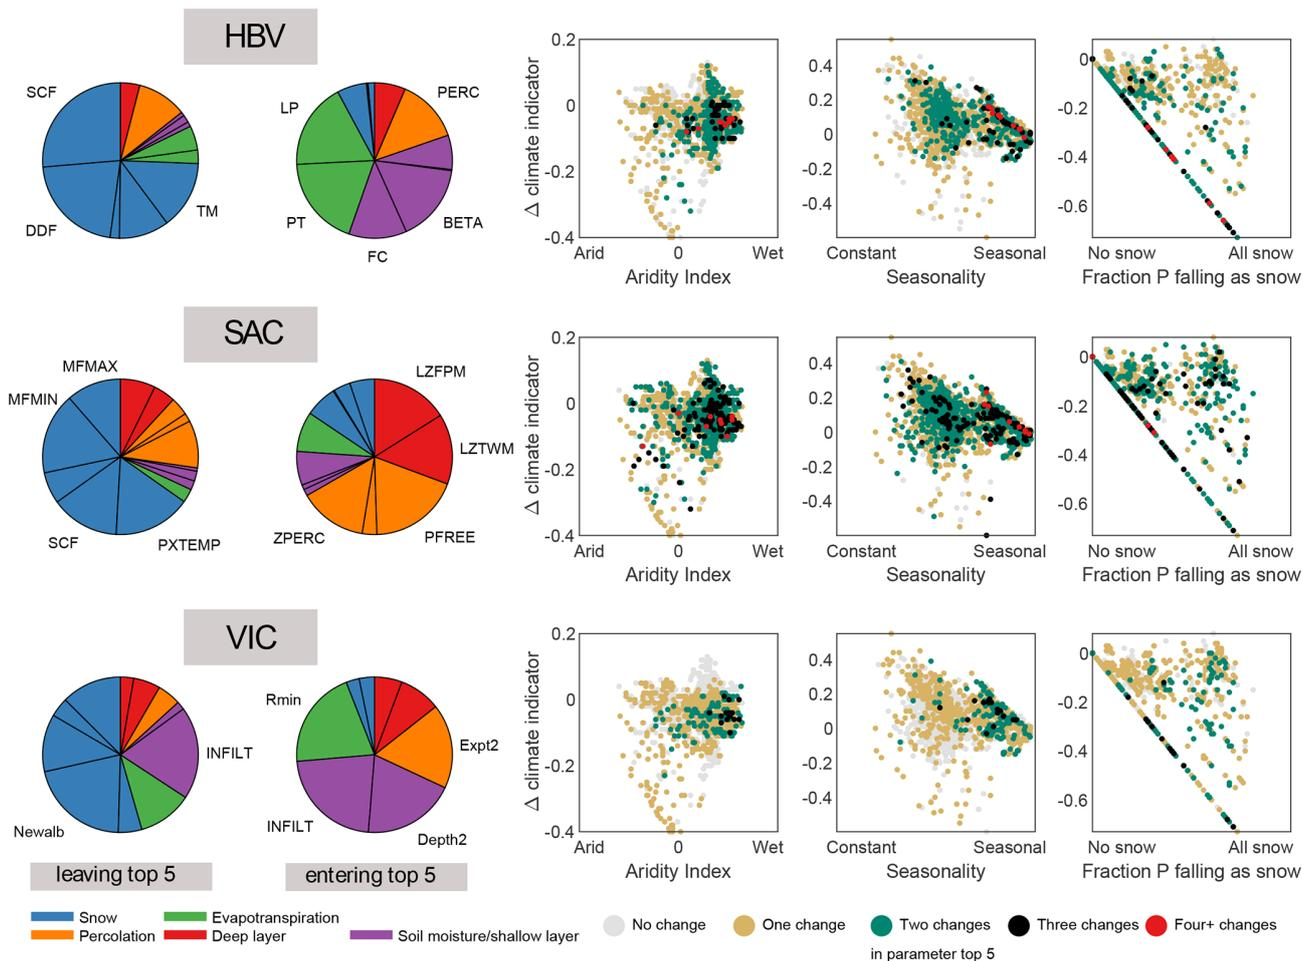 HBV
SCF
DDF
TM
LP
PT
FC
BETA
PERC
Δ climate indicator
0.2
0
-0.2
-0.4
Arid
0
Wet
Aridity Index
0.4
0.2
0
-0.2
-0.4
Constant
Seasonal
Seasonality
0
-0.2
-0.4
-0.6
No snow
All snow
Fraction P falling as snow
SAC
MFMAX
MFMIN
SCF
PXTEMP
LZFPM
LZTWM
PFREE
ZPERC
Δ climate indicator
0.2
0
-0.2
-0.4
Arid
0
Wet
Aridity Index
0.4
0.2
0
-0.2
-0.4
Constant
Seasonal
Seasonality
0
-0.2
-0.4
-0.6
No snow
All snow
Fraction P falling as snow
VIC
INFILT
Newalb
Rmin
Expt2
INFILT
Depth2
Δ climate indicator
0.2
0
-0.2
-0.4
Arid
0
Wet
Aridity Index
0.4
0.2
0
-0.2
-0.4
Constant
Seasonal
Seasonality
0
-0.2
-0.4
-0.6
No snow
All snow
Fraction P falling as snow
leaving top 5
entering top 5
Snow
Evapotranspiration
Percolation
Deep layer
Soil moisture/shallow layer
No change
One change
Two changes
Three changes
Four+ changes
in parameter top 5